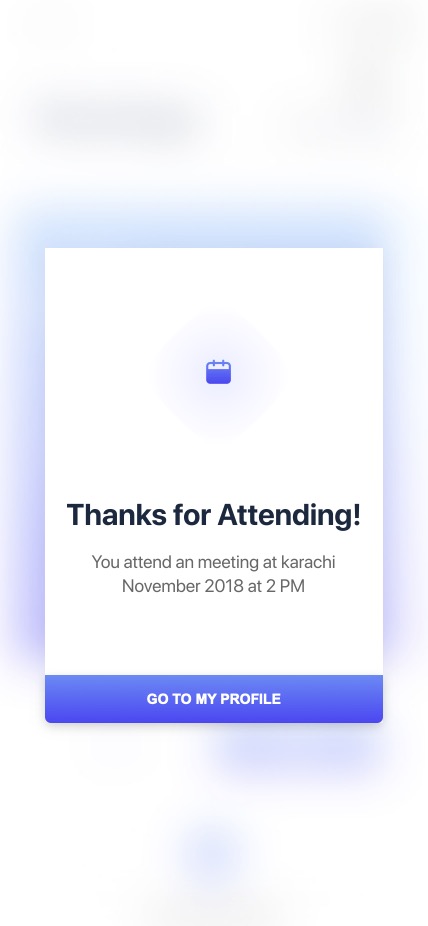 Thanks for Attending!
You attend an meeting at karachi
November 2018 at 2 PM
GO TO MY PROFILE